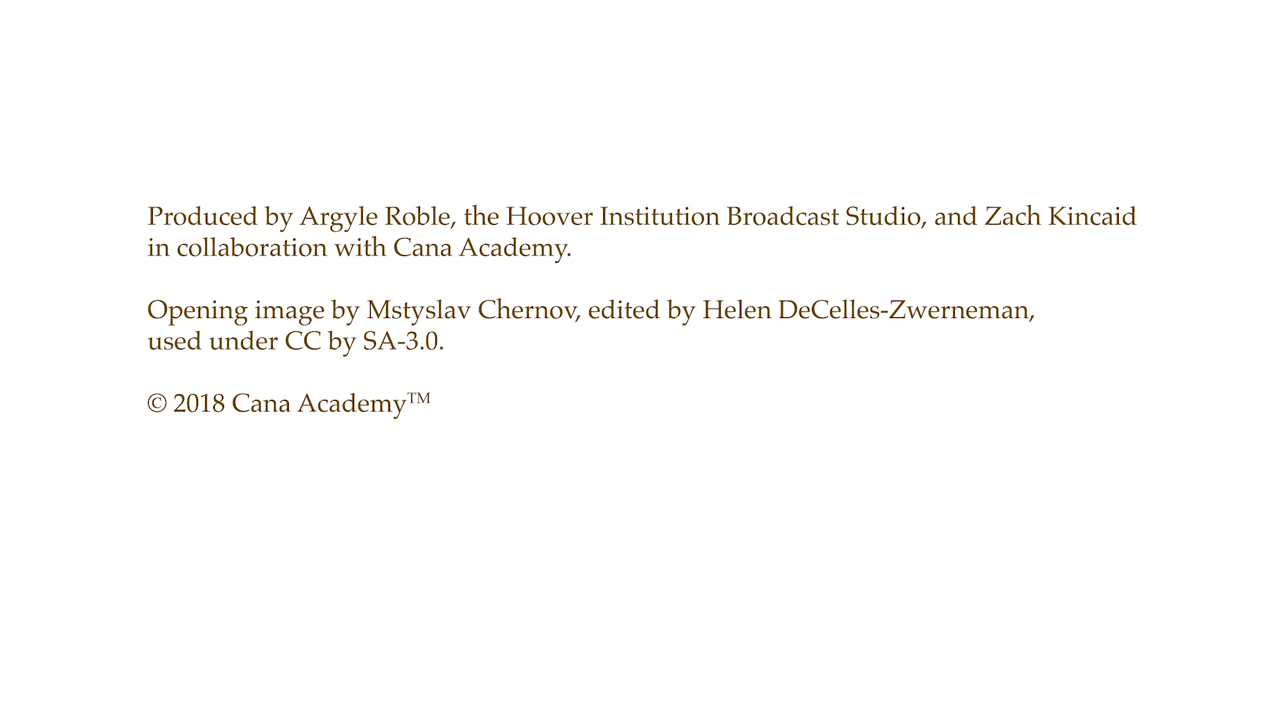 Produced by Argyle Roble, the Hoover Institution Broadcast Studio, and Zach Kincaid
in collaboration with Cana Academy.
Opening image by Mstyslav Chernov, edited by Helen DeCelles-Zwerneman,
used under CC by SA-3.0.
© 2018 Cana Academy™